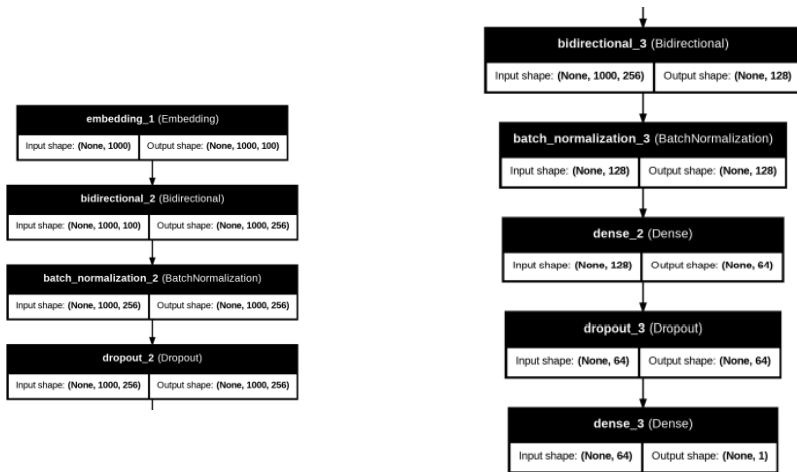 embedding_1 (Embedding)
Input shape: (None, 1000) Output shape: (None, 1000, 100)
bidirectional_2 (Bidirectional)
Input shape: (None, 1000, 100) Output shape: (None, 1000, 256)
batch_normalization_2 (BatchNormalization)
Input shape: (None, 1000, 256) Output shape: (None, 1000, 256)
dropout_2 (Dropout)
Input shape: (None, 1000, 256) Output shape: (None, 1000, 256)
bidirectional_3 (Bidirectional)
Input shape: (None, 1000, 256) Output shape: (None, 128)
batch_normalization_3 (BatchNormalization)
Input shape: (None, 128) Output shape: (None, 128)
dense_2 (Dense)
Input shape: (None, 128) Output shape: (None, 64)
dropout_3 (Dropout)
Input shape: (None, 64) Output shape: (None, 64)
dense_3 (Dense)
Input shape: (None, 64) Output shape: (None, 1)